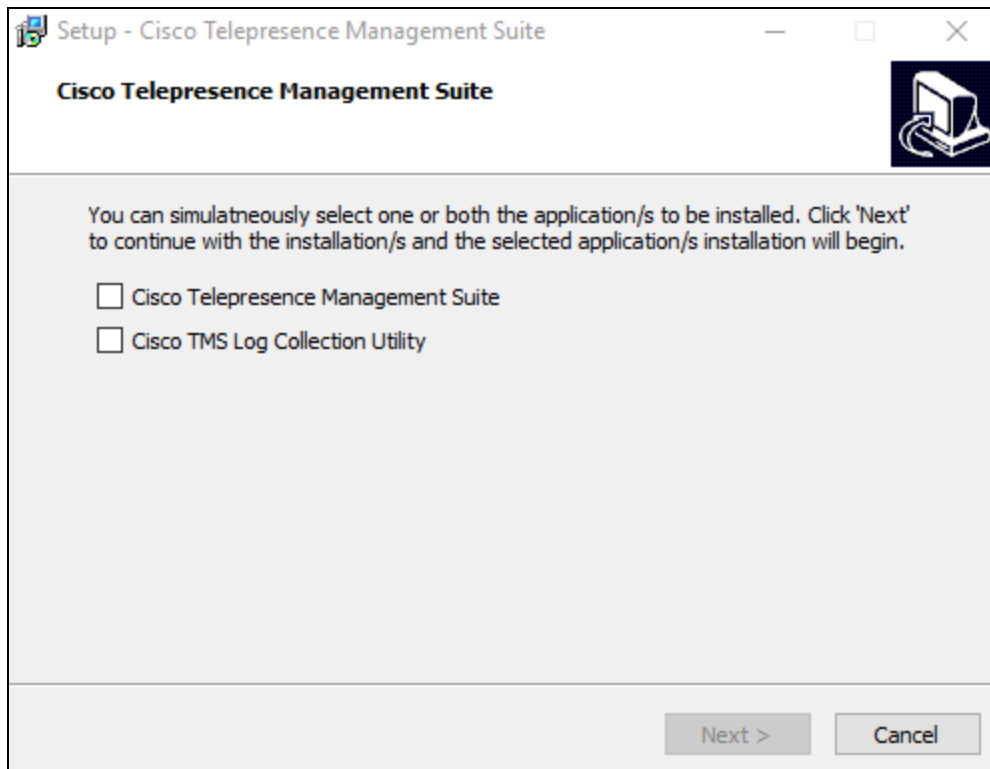 Setup - Cisco Telepresence Management Suite
Cisco Telepresence Management Suite
You can simulatneously select one or both the application/s to be installed. Click 'Next'
to continue with the installation/s and the selected application/s installation will begin.
Cisco Telepresence Management Suite
Cisco TMS Log Collection Utility
Next >
Cancel